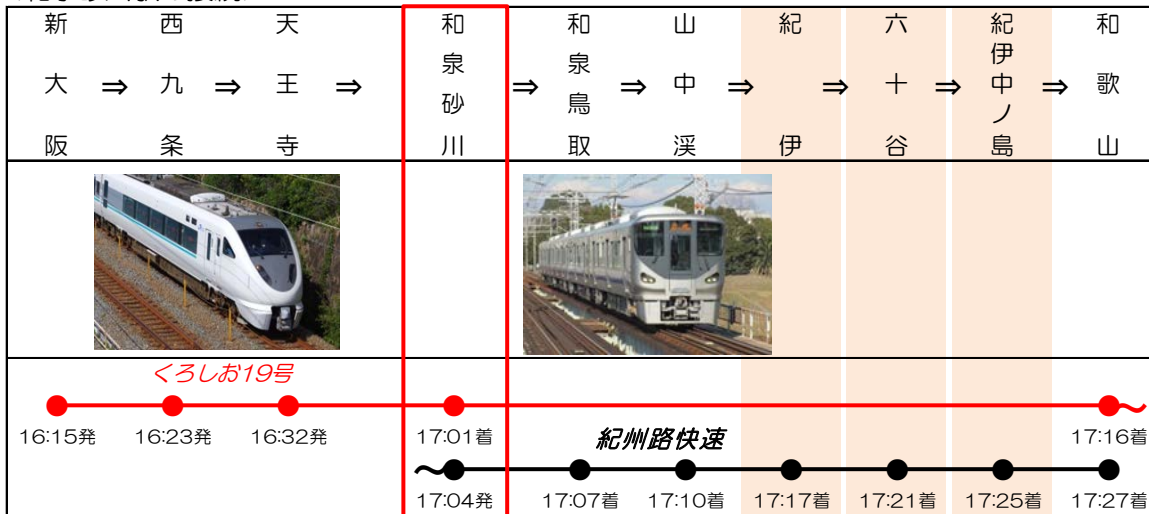 新大阪 ⇒ 西九条 ⇒ 天王寺 ⇒ 和泉砂川 ⇒ 和泉鳥取 ⇒ 山中渓 ⇒ 紀伊 ⇒ 六十谷 ⇒ 紀伊中ノ島 ⇒ 和歌山
くろしお19号
16:15発 16:23発 16:32発 17:01着 17:16着
紀州路快速
17:04発 17:07着 17:10着 17:17着 17:21着 17:25着 17:27着